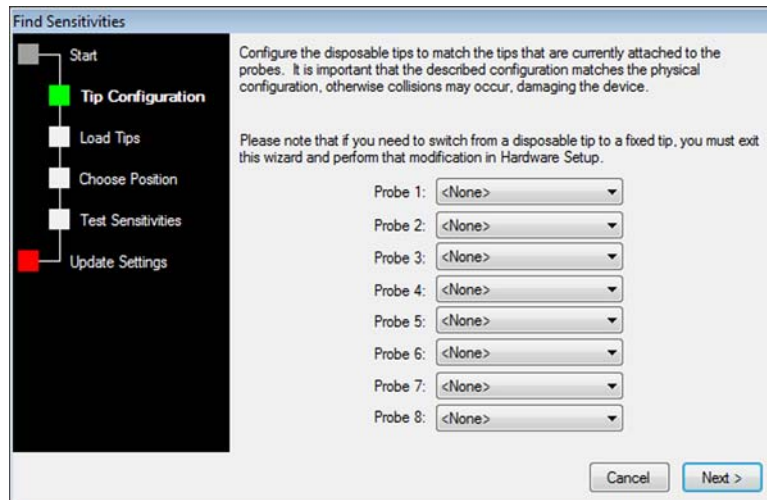 Find Sensitivities
Start
Tip Configuration
Load Tips
Choose Position
Test Sensitivities
Update Settings
Configure the disposable tips to match the tips that are currently attached to the
probes. It is important that the described configuration matches the physical
configuration, otherwise collisions may occur, damaging the device.
Please note that if you need to switch from a disposable tip to a fixed tip, you must exit
this wizard and perform that modification in Hardware Setup.
Probe 1: <None>
Probe 2: <None>
Probe 3: <None>
Probe 4: <None>
Probe 5: <None>
Probe 6: <None>
Probe 7: <None>
Probe 8: <None>
Cancel Next >